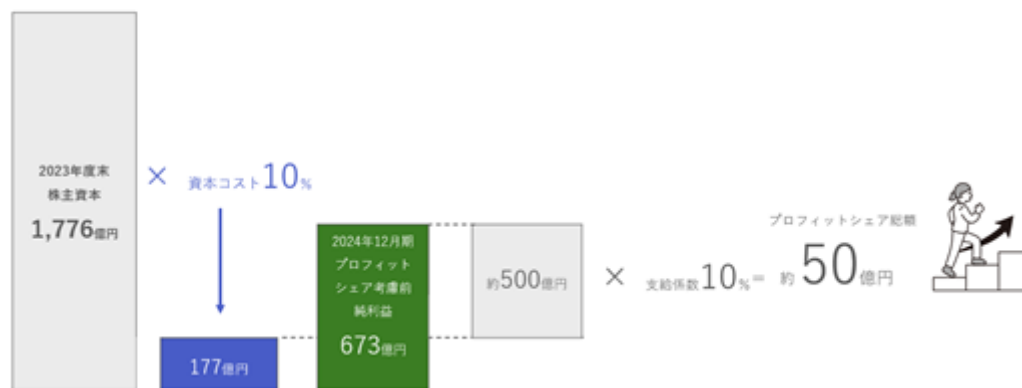 2023年度末
株主資本
1,776億円
× 資本コスト10%
177億円
2024年12月期
プロフィット
シェア考慮前
純利益
673億円
約500億円
× 支給係数10%=
プロフィットシェア総額
約50億円